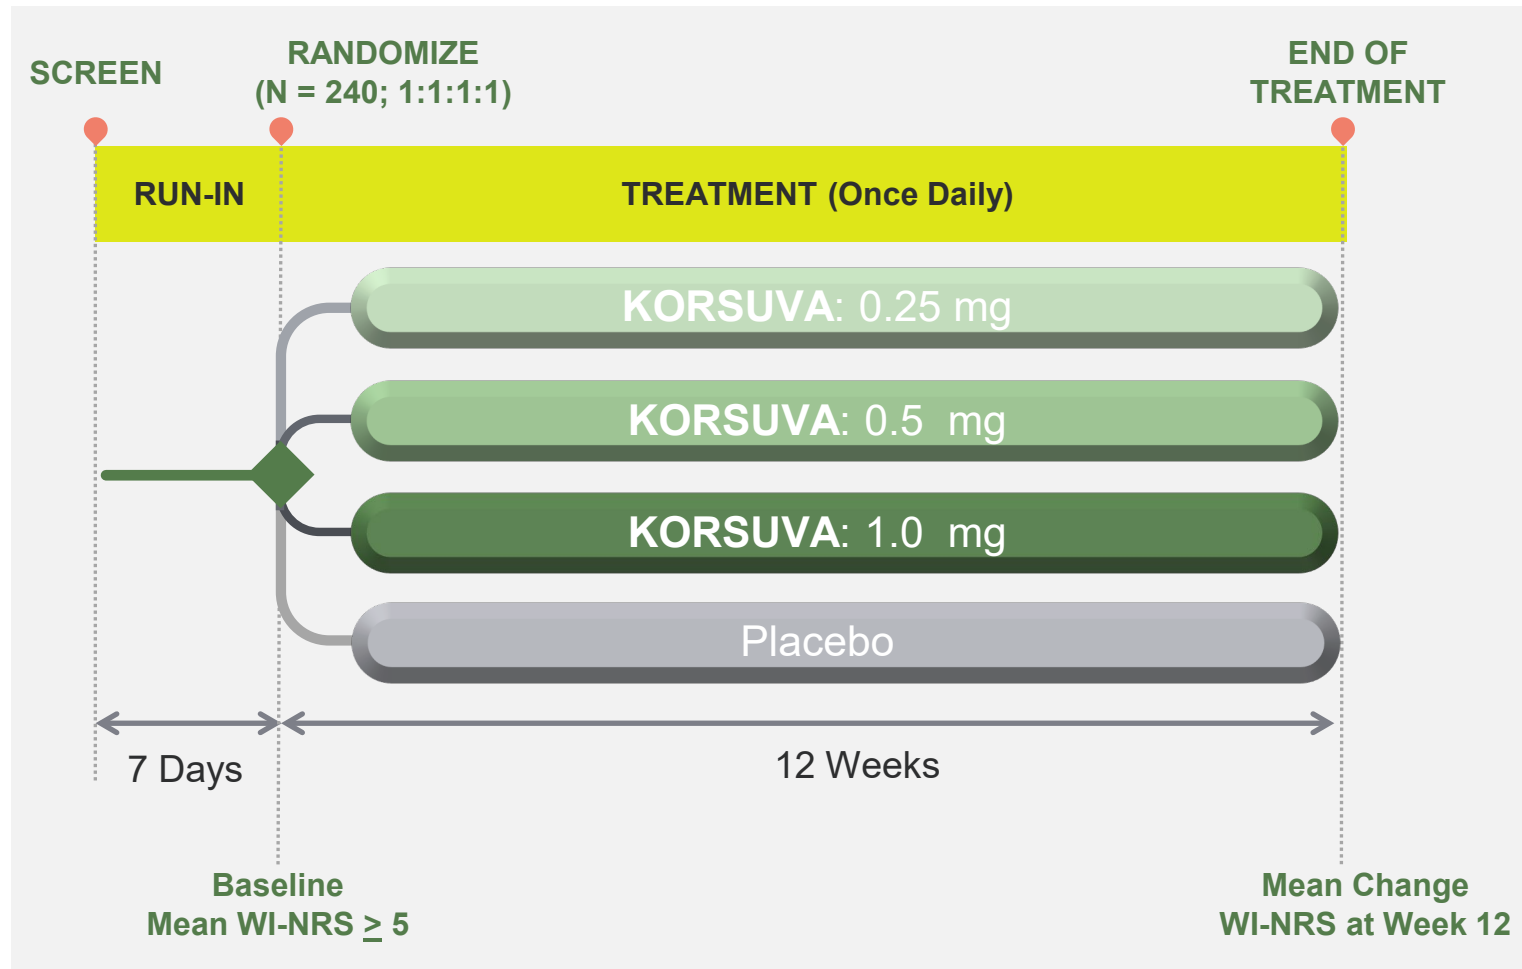 SCREEN
RANDOMIZE
(N = 240; 1:1:1:1)
END OF
TREATMENT
RUN-IN
TREATMENT (Once Daily)
KORSUVA: 0.25 mg
KORSUVA: 0.5 mg
KORSUVA: 1.0 mg
Placebo
7 Days
12 Weeks
Baseline
Mean WI-NRS ≥ 5
Mean Change
WI-NRS at Week 12